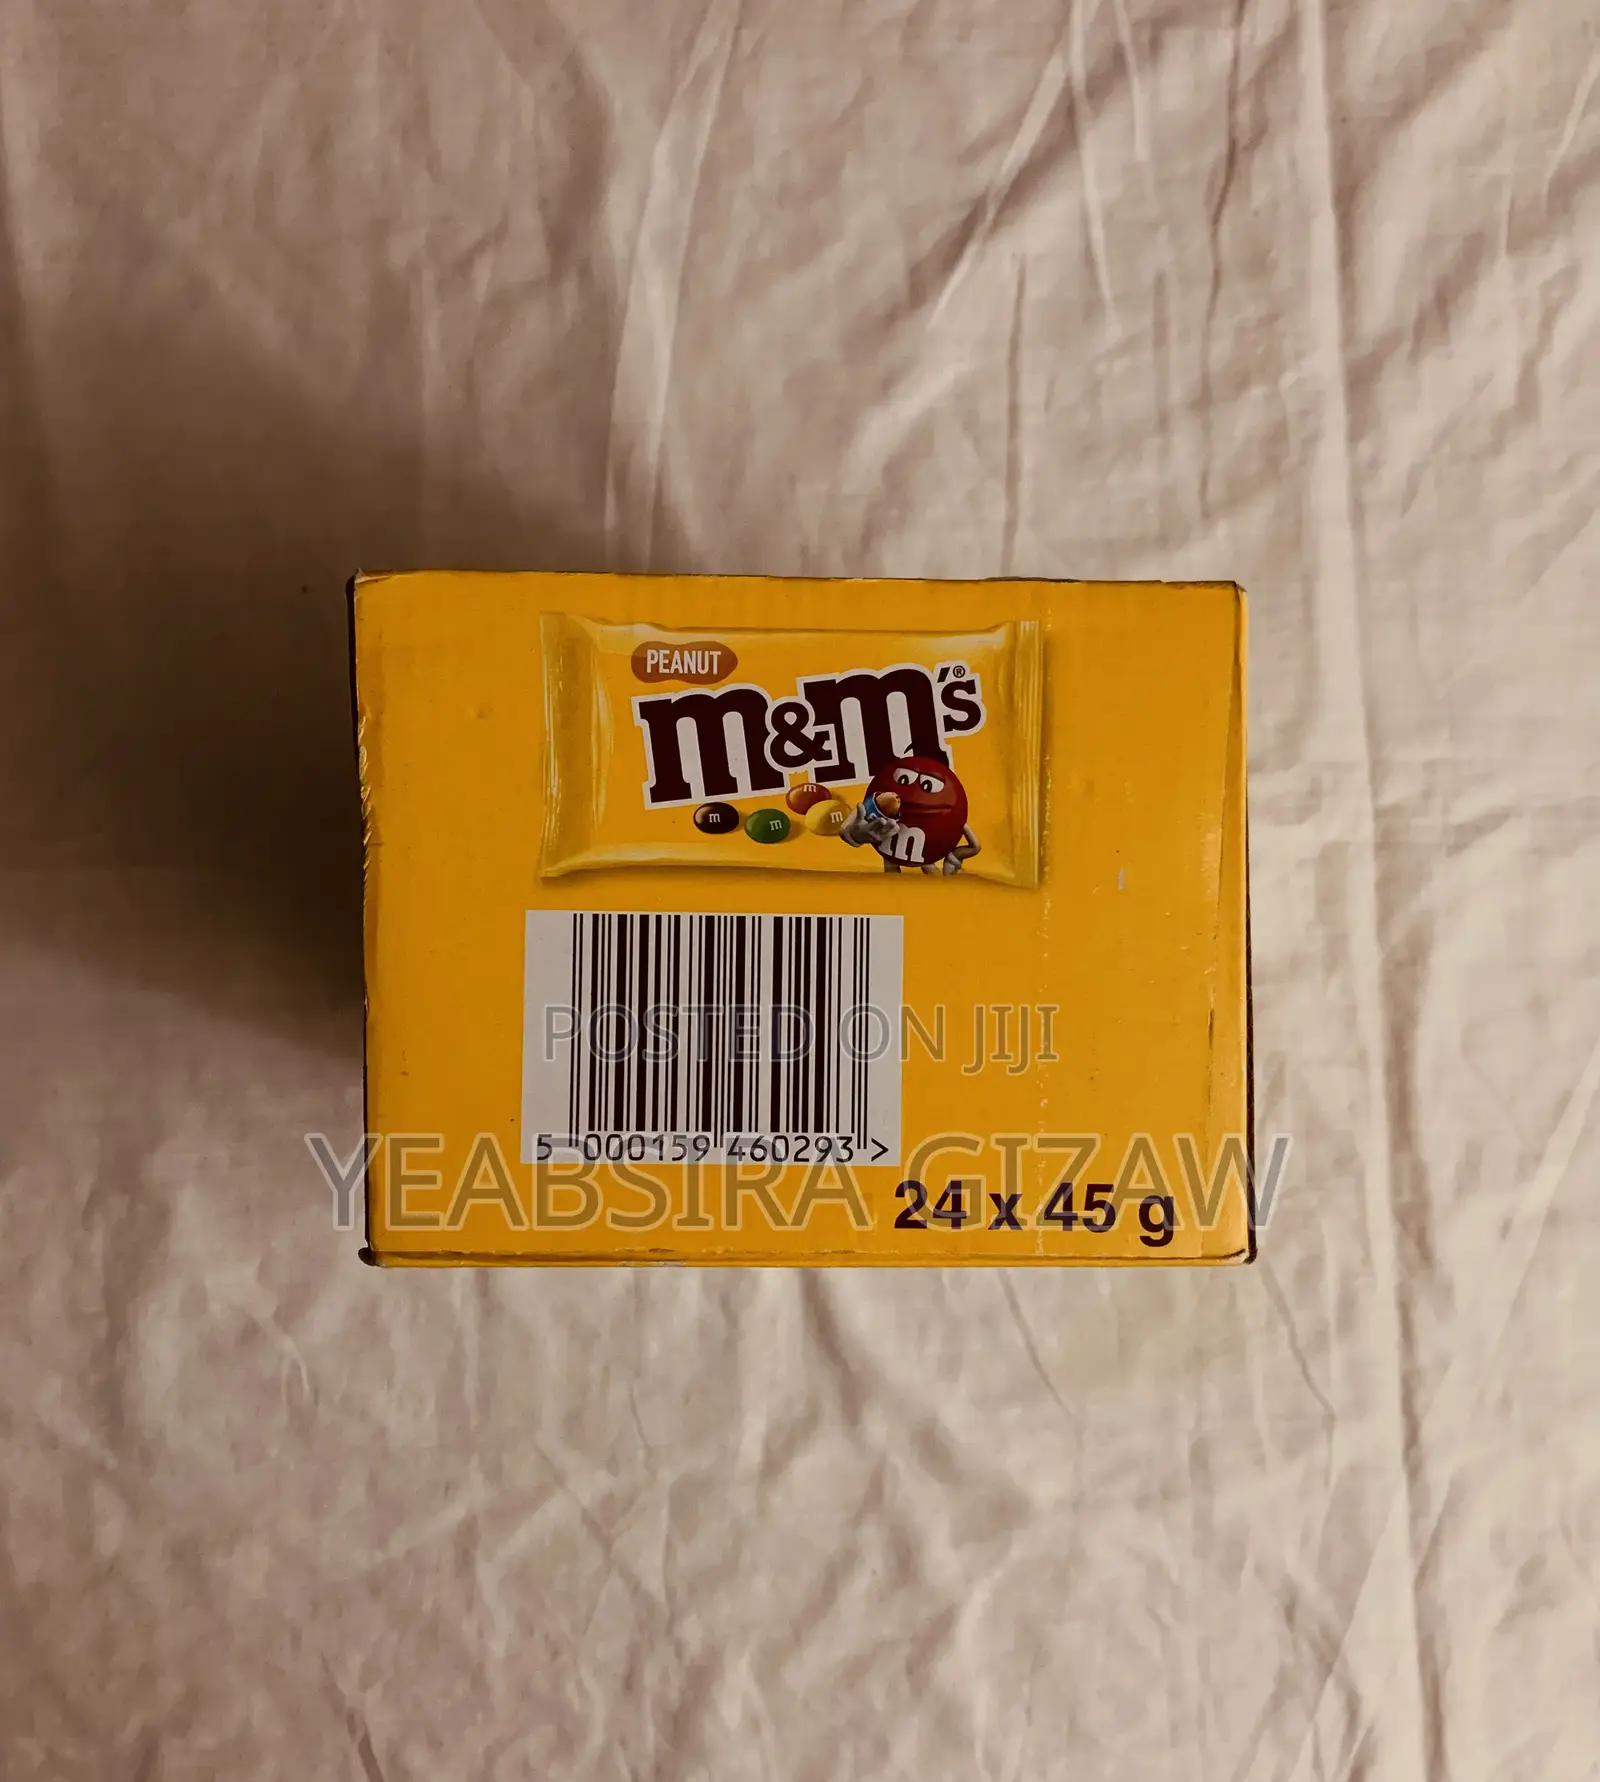 PEANUT
m&m's®
m
m
m
m
m
POSTED ON JIJI
5 000159 460293 >
YEABSIRA GIZAW
24 x 45 g